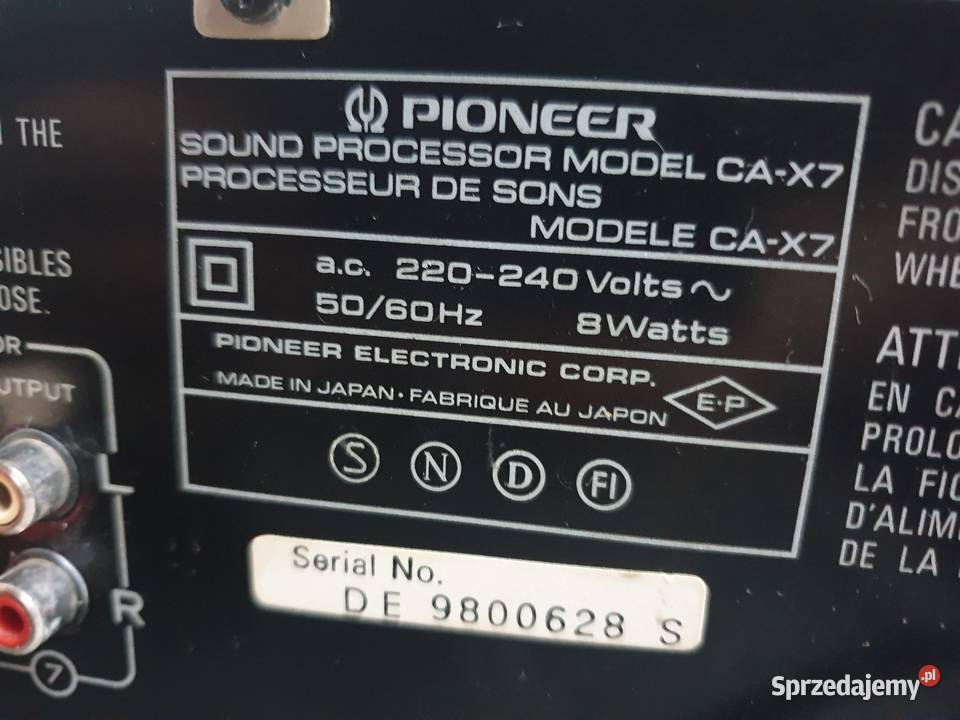 THE
SIBLES
OSE.
OR
UTPUT
L
R
7
PIONEER
SOUND PROCESSOR MODEL CA-X7
PROCESSEUR DE SONS
MODELE CA-X7
a.c. 220-240 Volts ~
50/60Hz 8 Watts
PIONEER ELECTRONIC CORP.
MADE IN JAPAN · FABRIQUE AU JAPON
E·P
S N D FI
Serial No.
DE 9800628 S
CA
DIS
FRO
WHE
ATT
EN CA
PROLO
LA FIC
D'ALIM
DE LA
Sprzedajemy.pl